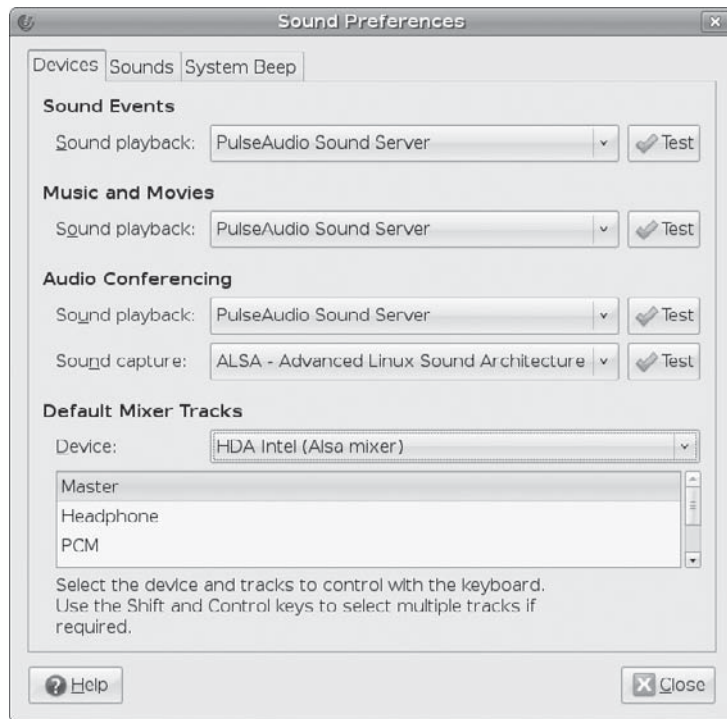 Sound Preferences
Devices Sounds System Beep
Sound Events
Sound playback: PulseAudio Sound Server Test
Music and Movies
Sound playback: PulseAudio Sound Server Test
Audio Conferencing
Sound playback: PulseAudio Sound Server Test
Sound capture: ALSA - Advanced Linux Sound Architecture Test
Default Mixer Tracks
Device: HDA Intel (Alsa mixer)
Master
Headphone
PCM
Select the device and tracks to control with the keyboard.
Use the Shift and Control keys to select multiple tracks if
required.
Help Close